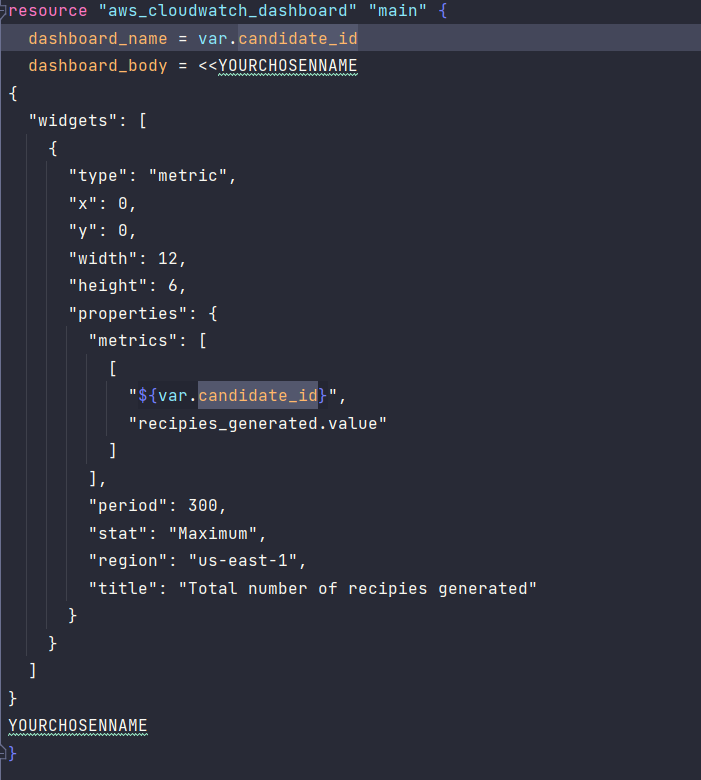 resource "aws_cloudwatch_dashboard" "main" {
  dashboard_name = var.candidate_id
  dashboard_body = <<YOURCHOSENNAME
{
  "widgets": [
    {
      "type": "metric",
      "x": 0,
      "y": 0,
      "width": 12,
      "height": 6,
      "properties": {
        "metrics": [
          [
            "${var.candidate_id}",
            "recipies_generated.value"
          ]
        ],
        "period": 300,
        "stat": "Maximum",
        "region": "us-east-1",
        "title": "Total number of recipies generated"
      }
    }
  ]
}
YOURCHOSENNAME
}